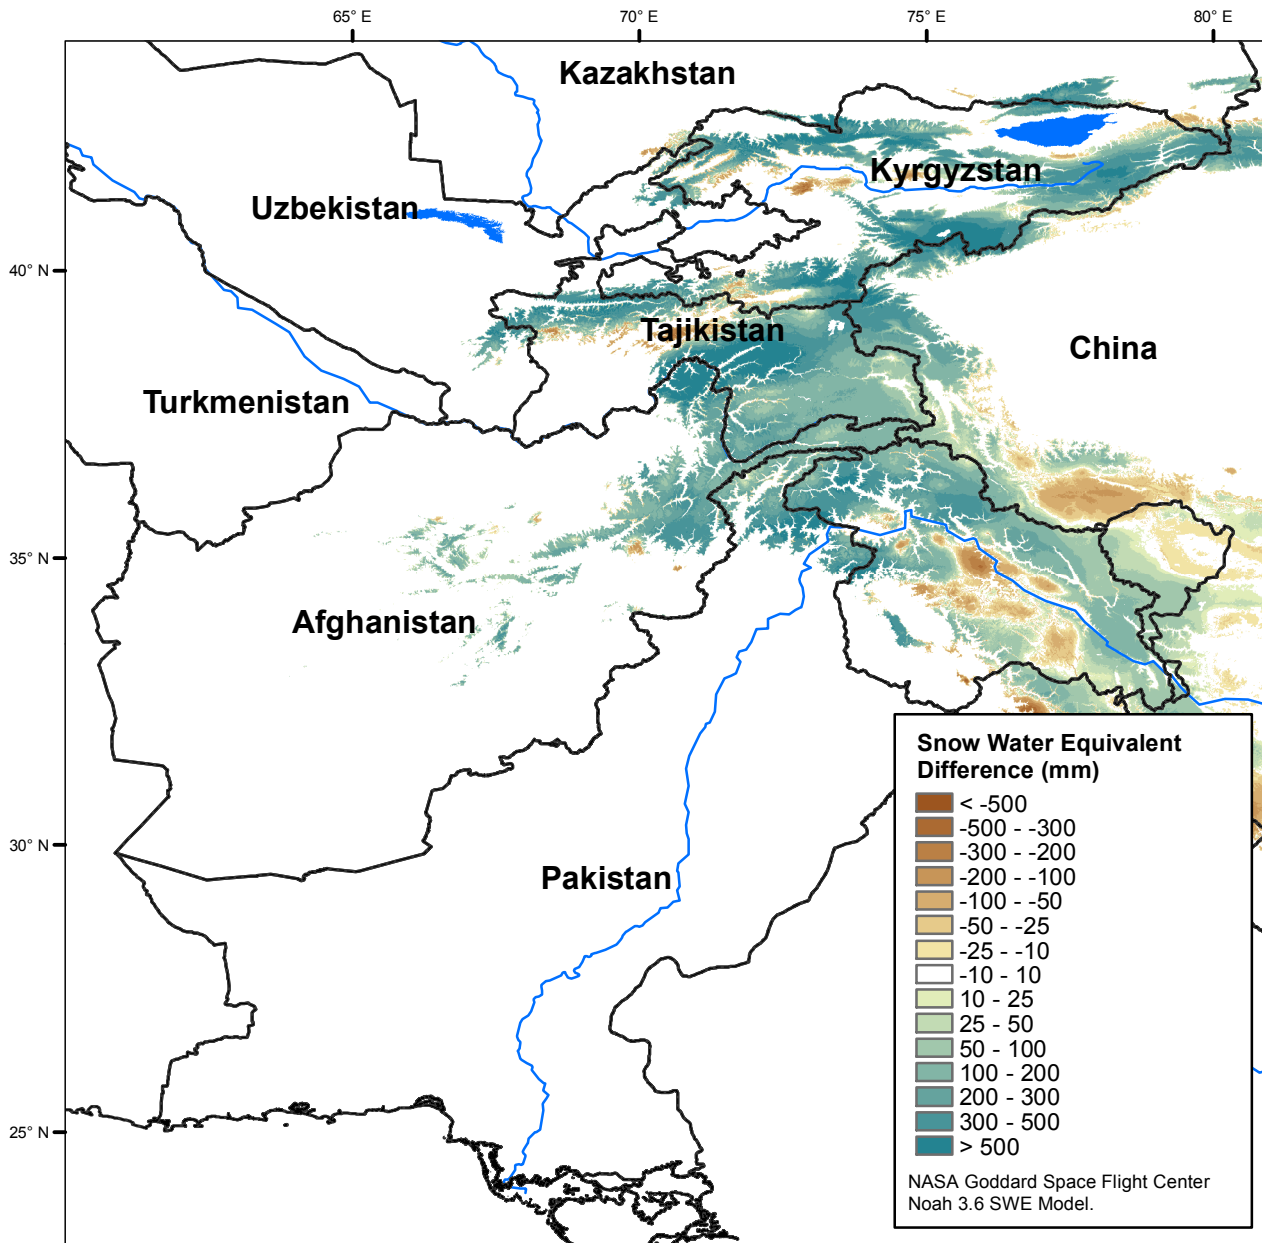 65° E
70° E
75° E
80° E
Kazakhstan
Kyrgyzstan
Uzbekistan
40° N
Tajikistan
China
Turkmenistan
35° N
Afghanistan
Snow Water Equivalent
Difference (mm)
< -500
-500 - -300
-300 - -200
-200 - -100
-100 - -50
-50 - -25
-25 - -10
-10 - 10
10 - 25
25 - 50
50 - 100
100 - 200
200 - 300
300 - 500
> 500
NASA Goddard Space Flight Center
Noah 3.6 SWE Model.
30° N
Pakistan
25° N